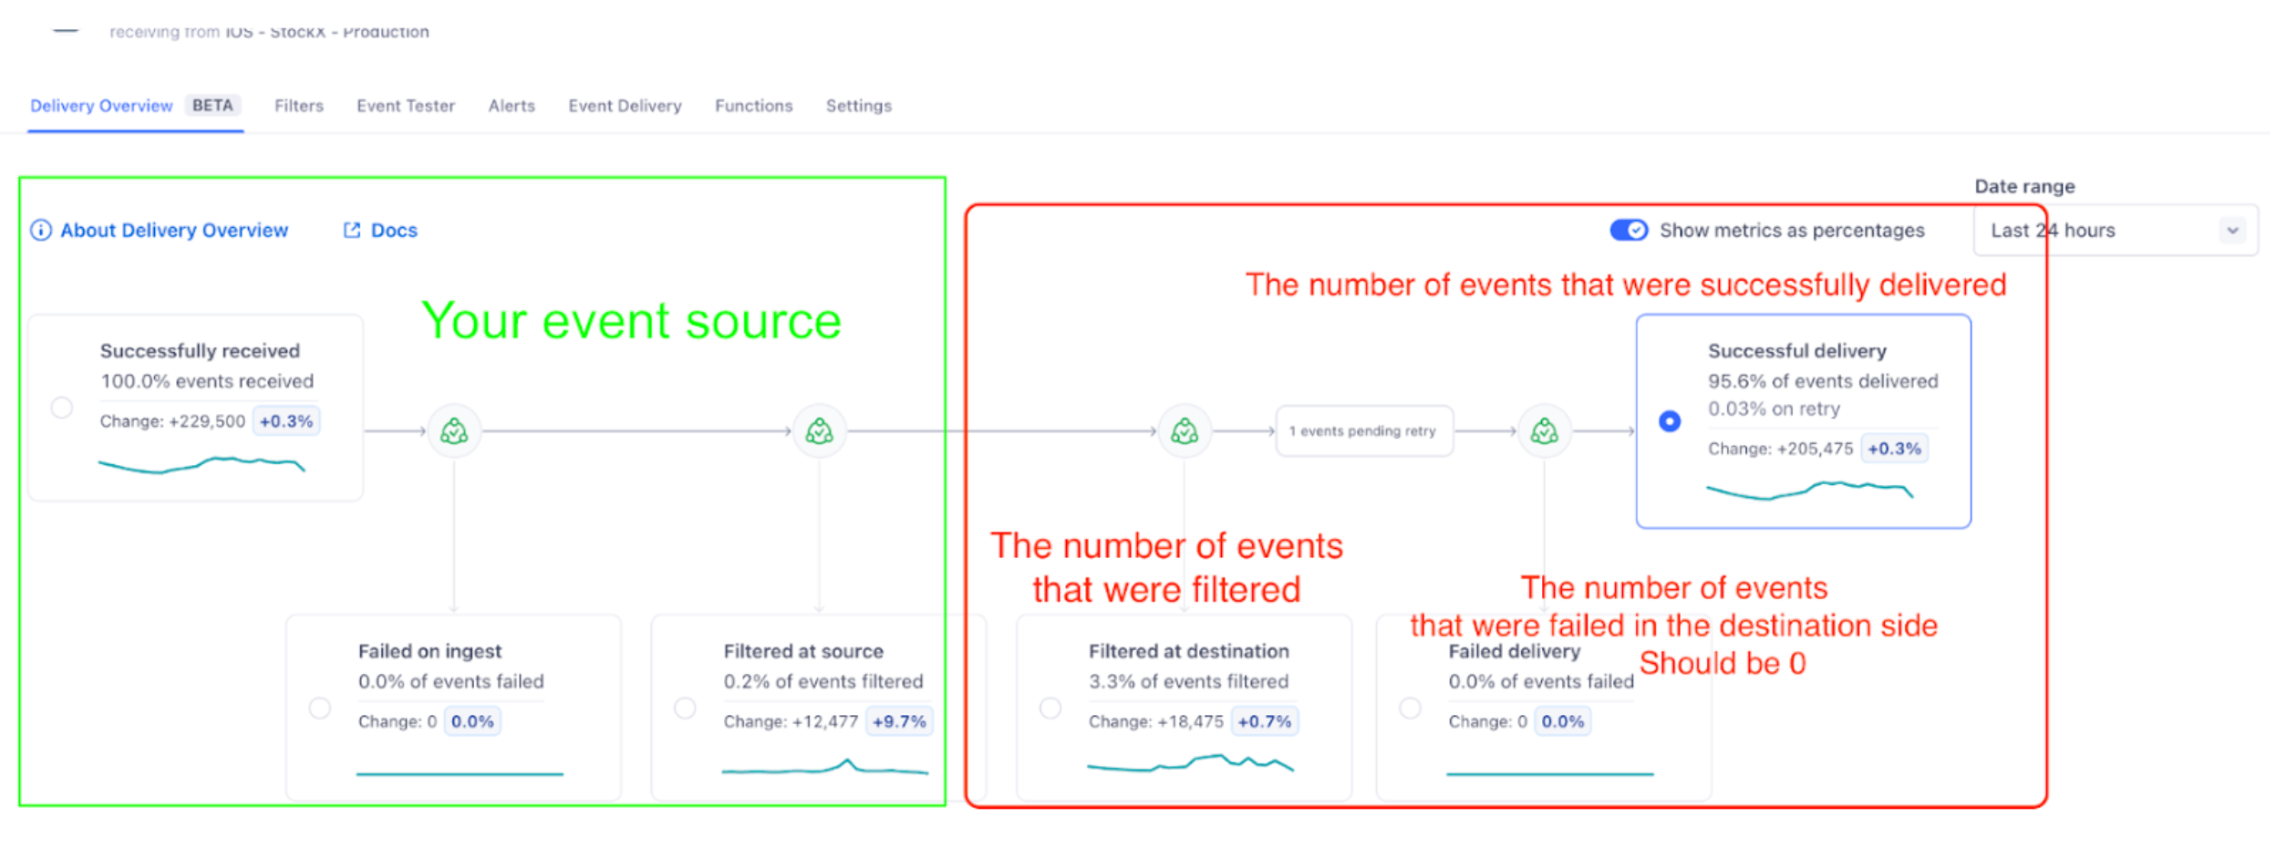 receiving from iOS - StockX - Production
Delivery Overview BETA Filters Event Tester Alerts Event Delivery Functions Settings
Date range
About Delivery Overview Docs
Show metrics as percentages
Last 24 hours
The number of events that were successfully delivered
Your event source
Successfully received
100.0% events received
Change: +229,500 +0.3%
1 events pending retry
Successful delivery
95.6% of events delivered
0.03% on retry
Change: +205,475 +0.3%
The number of events
that were filtered
The number of events
that were failed in the destination side
Should be 0
Failed on ingest
0.0% of events failed
Change: 0 0.0%
Filtered at source
0.2% of events filtered
Change: +12,477 +9.7%
Filtered at destination
3.3% of events filtered
Change: +18,475 +0.7%
Failed delivery
0.0% of events failed
Change: 0 0.0%